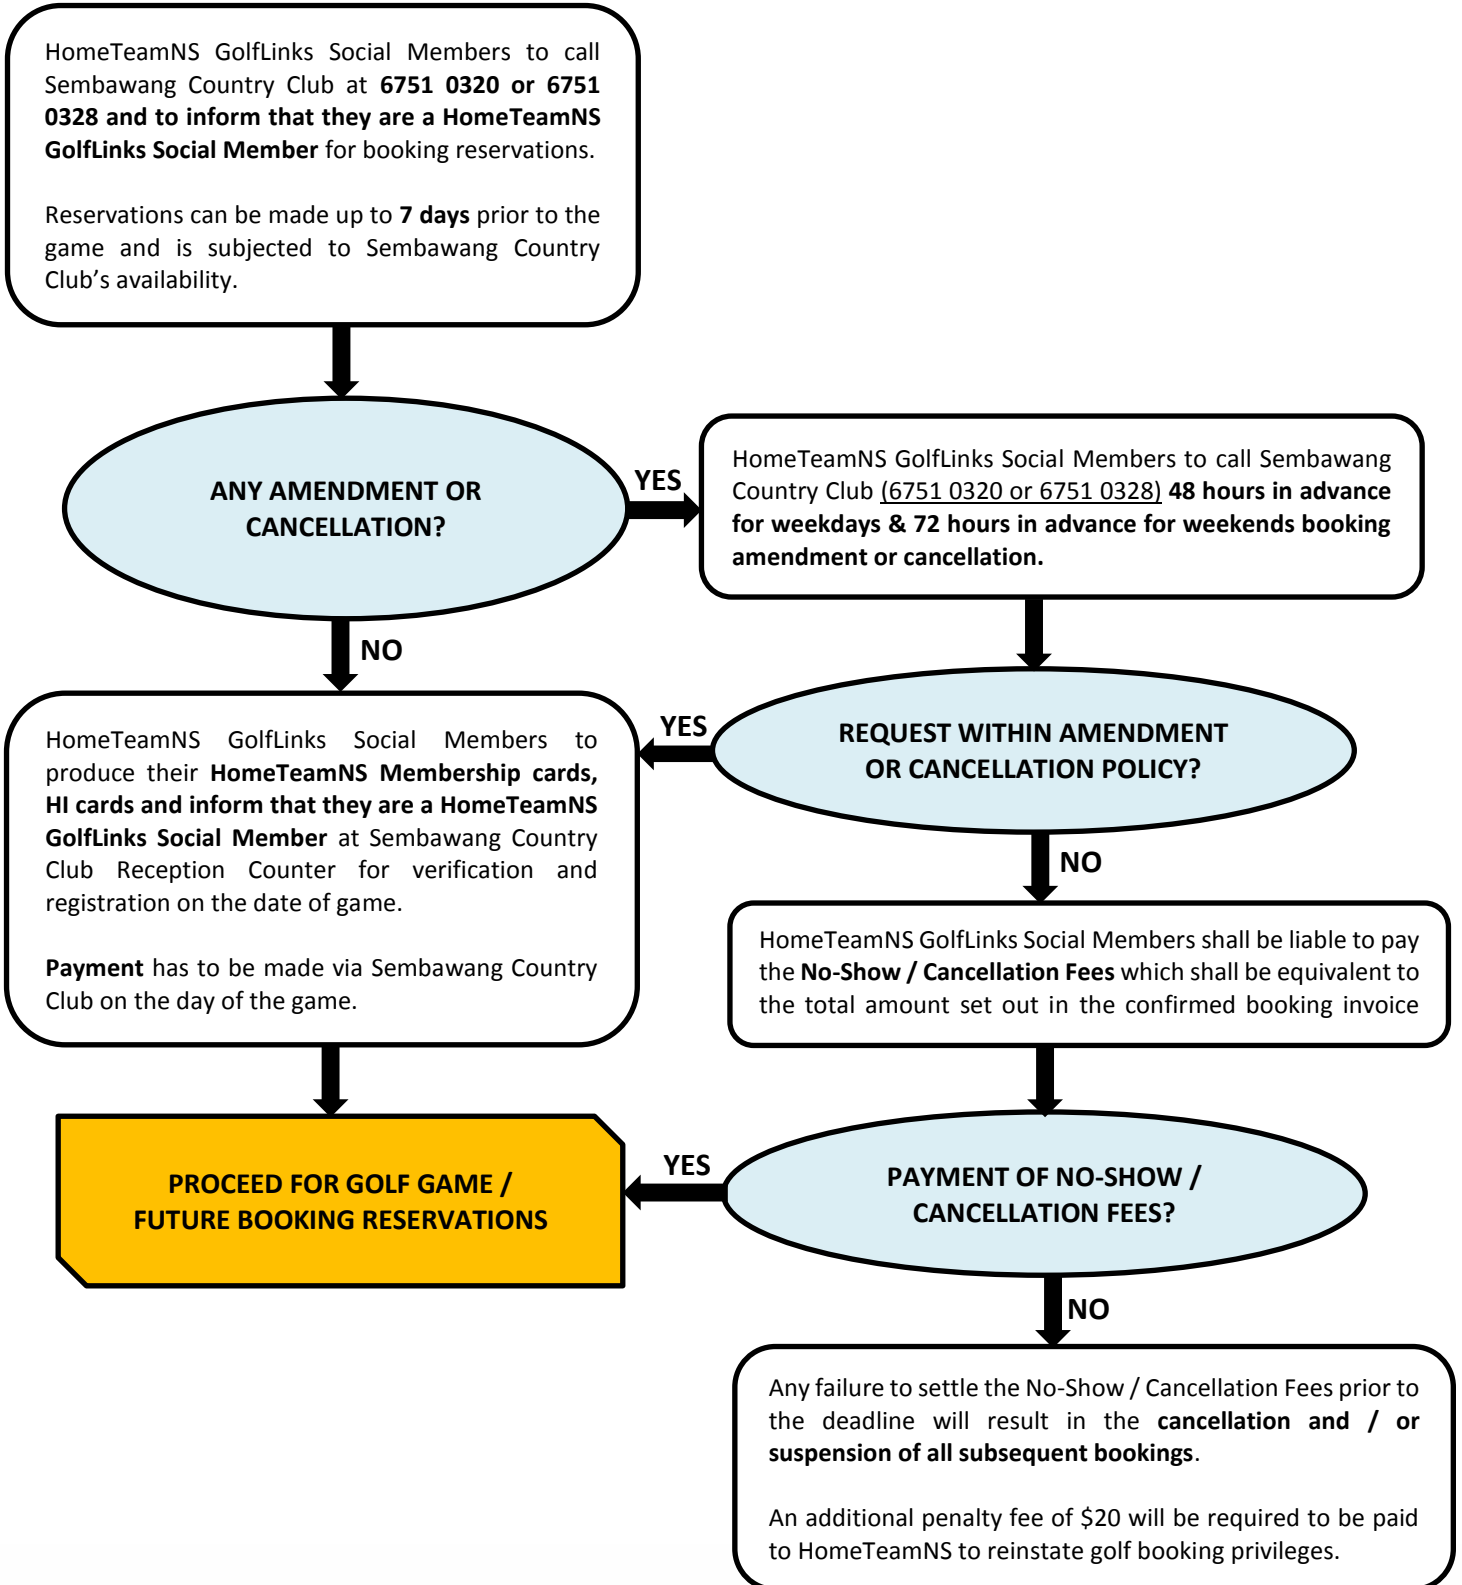 HomeTeamNS GolfLinks Social Members to call
Sembawang Country Club at 6751 0320 or 6751
0328 and to inform that they are a HomeTeamNS
GolfLinks Social Member for booking reservations.
Reservations can be made up to 7 days prior to the
game and is subjected to Sembawang Country
Club’s availability.
ANY AMENDMENT OR
CANCELLATION?
YES
HomeTeamNS GolfLinks Social Members to call Sembawang
Country Club (6751 0320 or 6751 0328) 48 hours in advance
for weekdays & 72 hours in advance for weekends booking
amendment or cancellation.
NO
REQUEST WITHIN AMENDMENT
OR CANCELLATION POLICY?
YES
HomeTeamNS GolfLinks Social Members to
produce their HomeTeamNS Membership cards,
HI cards and inform that they are a HomeTeamNS
GolfLinks Social Member at Sembawang Country
Club Reception Counter for verification and
registration on the date of game.
Payment has to be made via Sembawang Country
Club on the day of the game.
NO
HomeTeamNS GolfLinks Social Members shall be liable to pay
the No-Show / Cancellation Fees which shall be equivalent to
the total amount set out in the confirmed booking invoice
PAYMENT OF NO-SHOW /
CANCELLATION FEES?
YES
PROCEED FOR GOLF GAME /
FUTURE BOOKING RESERVATIONS
NO
Any failure to settle the No-Show / Cancellation Fees prior to
the deadline will result in the cancellation and / or
suspension of all subsequent bookings.
An additional penalty fee of $20 will be required to be paid
to HomeTeamNS to reinstate golf booking privileges.